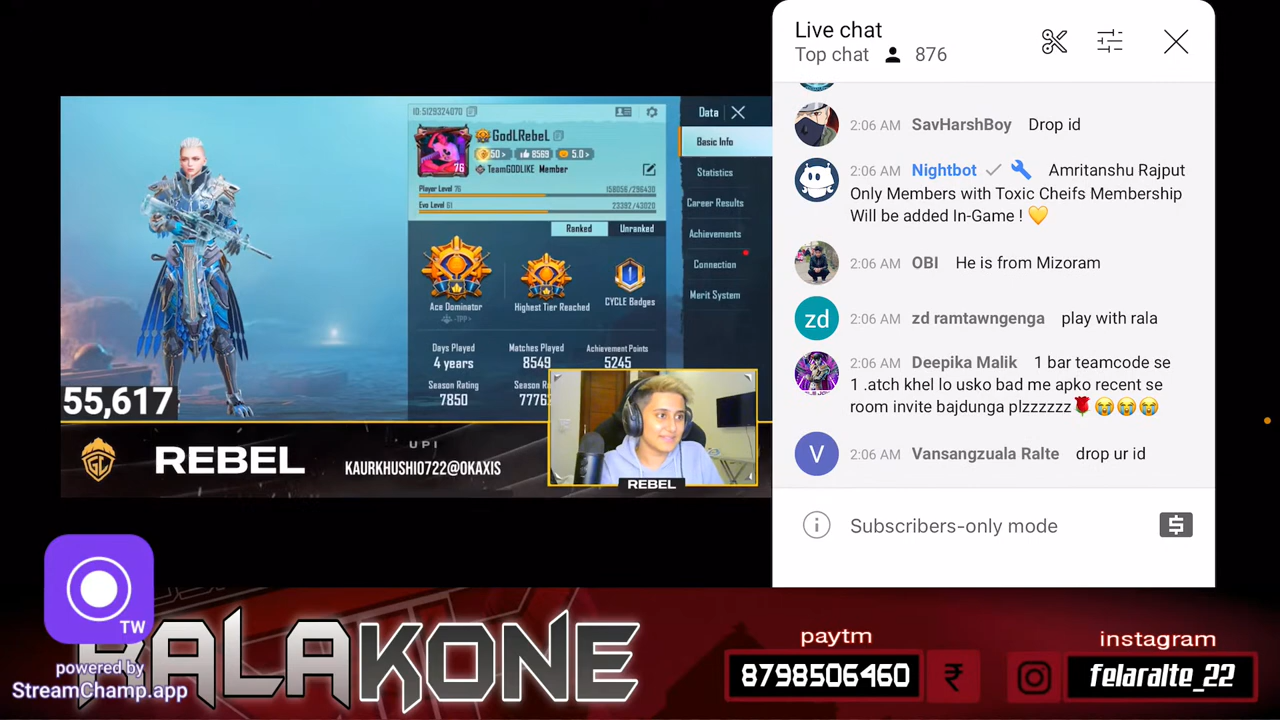 ID:5129324070
GodLRebeL
76
50>
8569
5.0>
TeamGODLIKE Member
Player Level 76
158056/296430
Evo Level 61
23392/43020
Ranked
Unranked
Ace Dominator
-TPP-
Highest Tier Reached
CYCLE Badges
Days Played
4 years
Matches Played
8549
Achievement Points
5245
Season Rating
7850
Season Ra
7776
Data
Basic Info
Statistics
Career Results
Achievements
Connection
Merit System
55,617
REBEL
UPI
KAURKHUSHI0722@OKAXIS
REBEL
Live chat
Top chat 876
2:06 AM SavHarshBoy Drop id
2:06 AM Nightbot Amritanshu Rajput
Only Members with Toxic Cheifs Membership
Will be added In-Game ! 💛
2:06 AM OBI He is from Mizoram
zd
2:06 AM zd ramtawngenga play with rala
2:06 AM Deepika Malik 1 bar teamcode se
1 .atch khel lo usko bad me apko recent se
room invite bajdunga plzzzzzz🌹😭😭😭
V
2:06 AM Vansangzuala Ralte drop ur id
Subscribers-only mode
TW
powered by
StreamChamp.app
RALAKONE
paytm
8798506460
instagram
felaralte_22